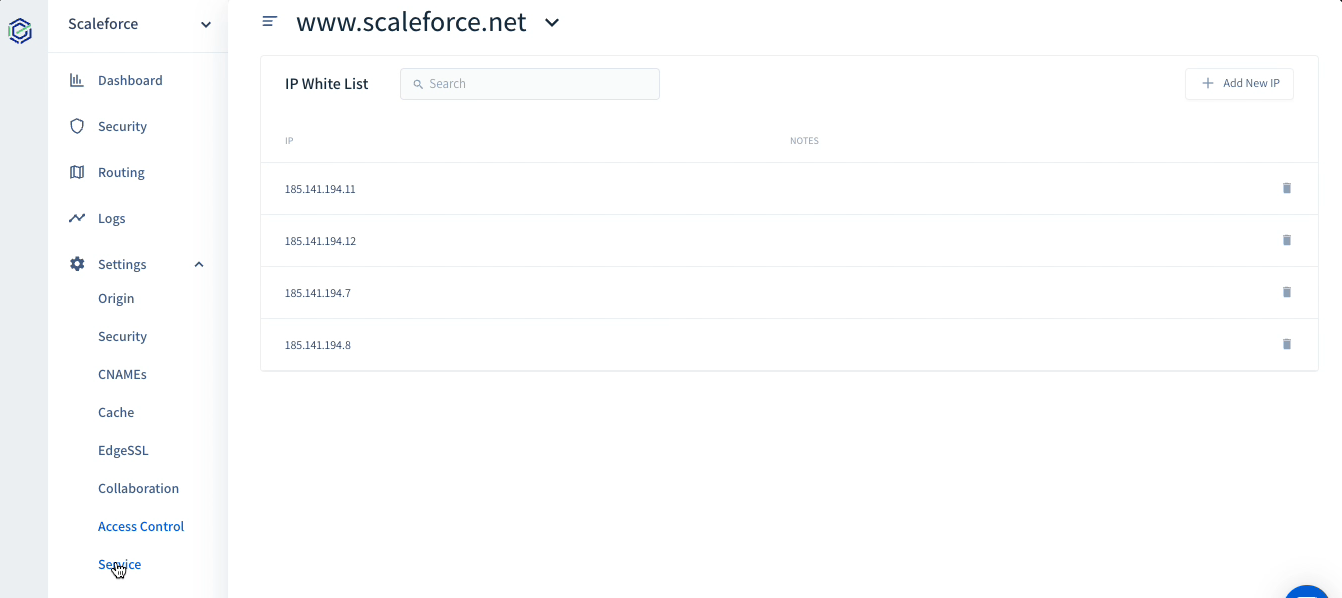 Scaleforce
Dashboard
Security
Routing
Logs
Settings
Origin
Security
CNAMEs
Cache
EdgeSSL
Collaboration
Access Control
Service
www.scaleforce.net
IP White List
Search
Add New IP
IP NOTES
185.141.194.11
185.141.194.12
185.141.194.7
185.141.194.8